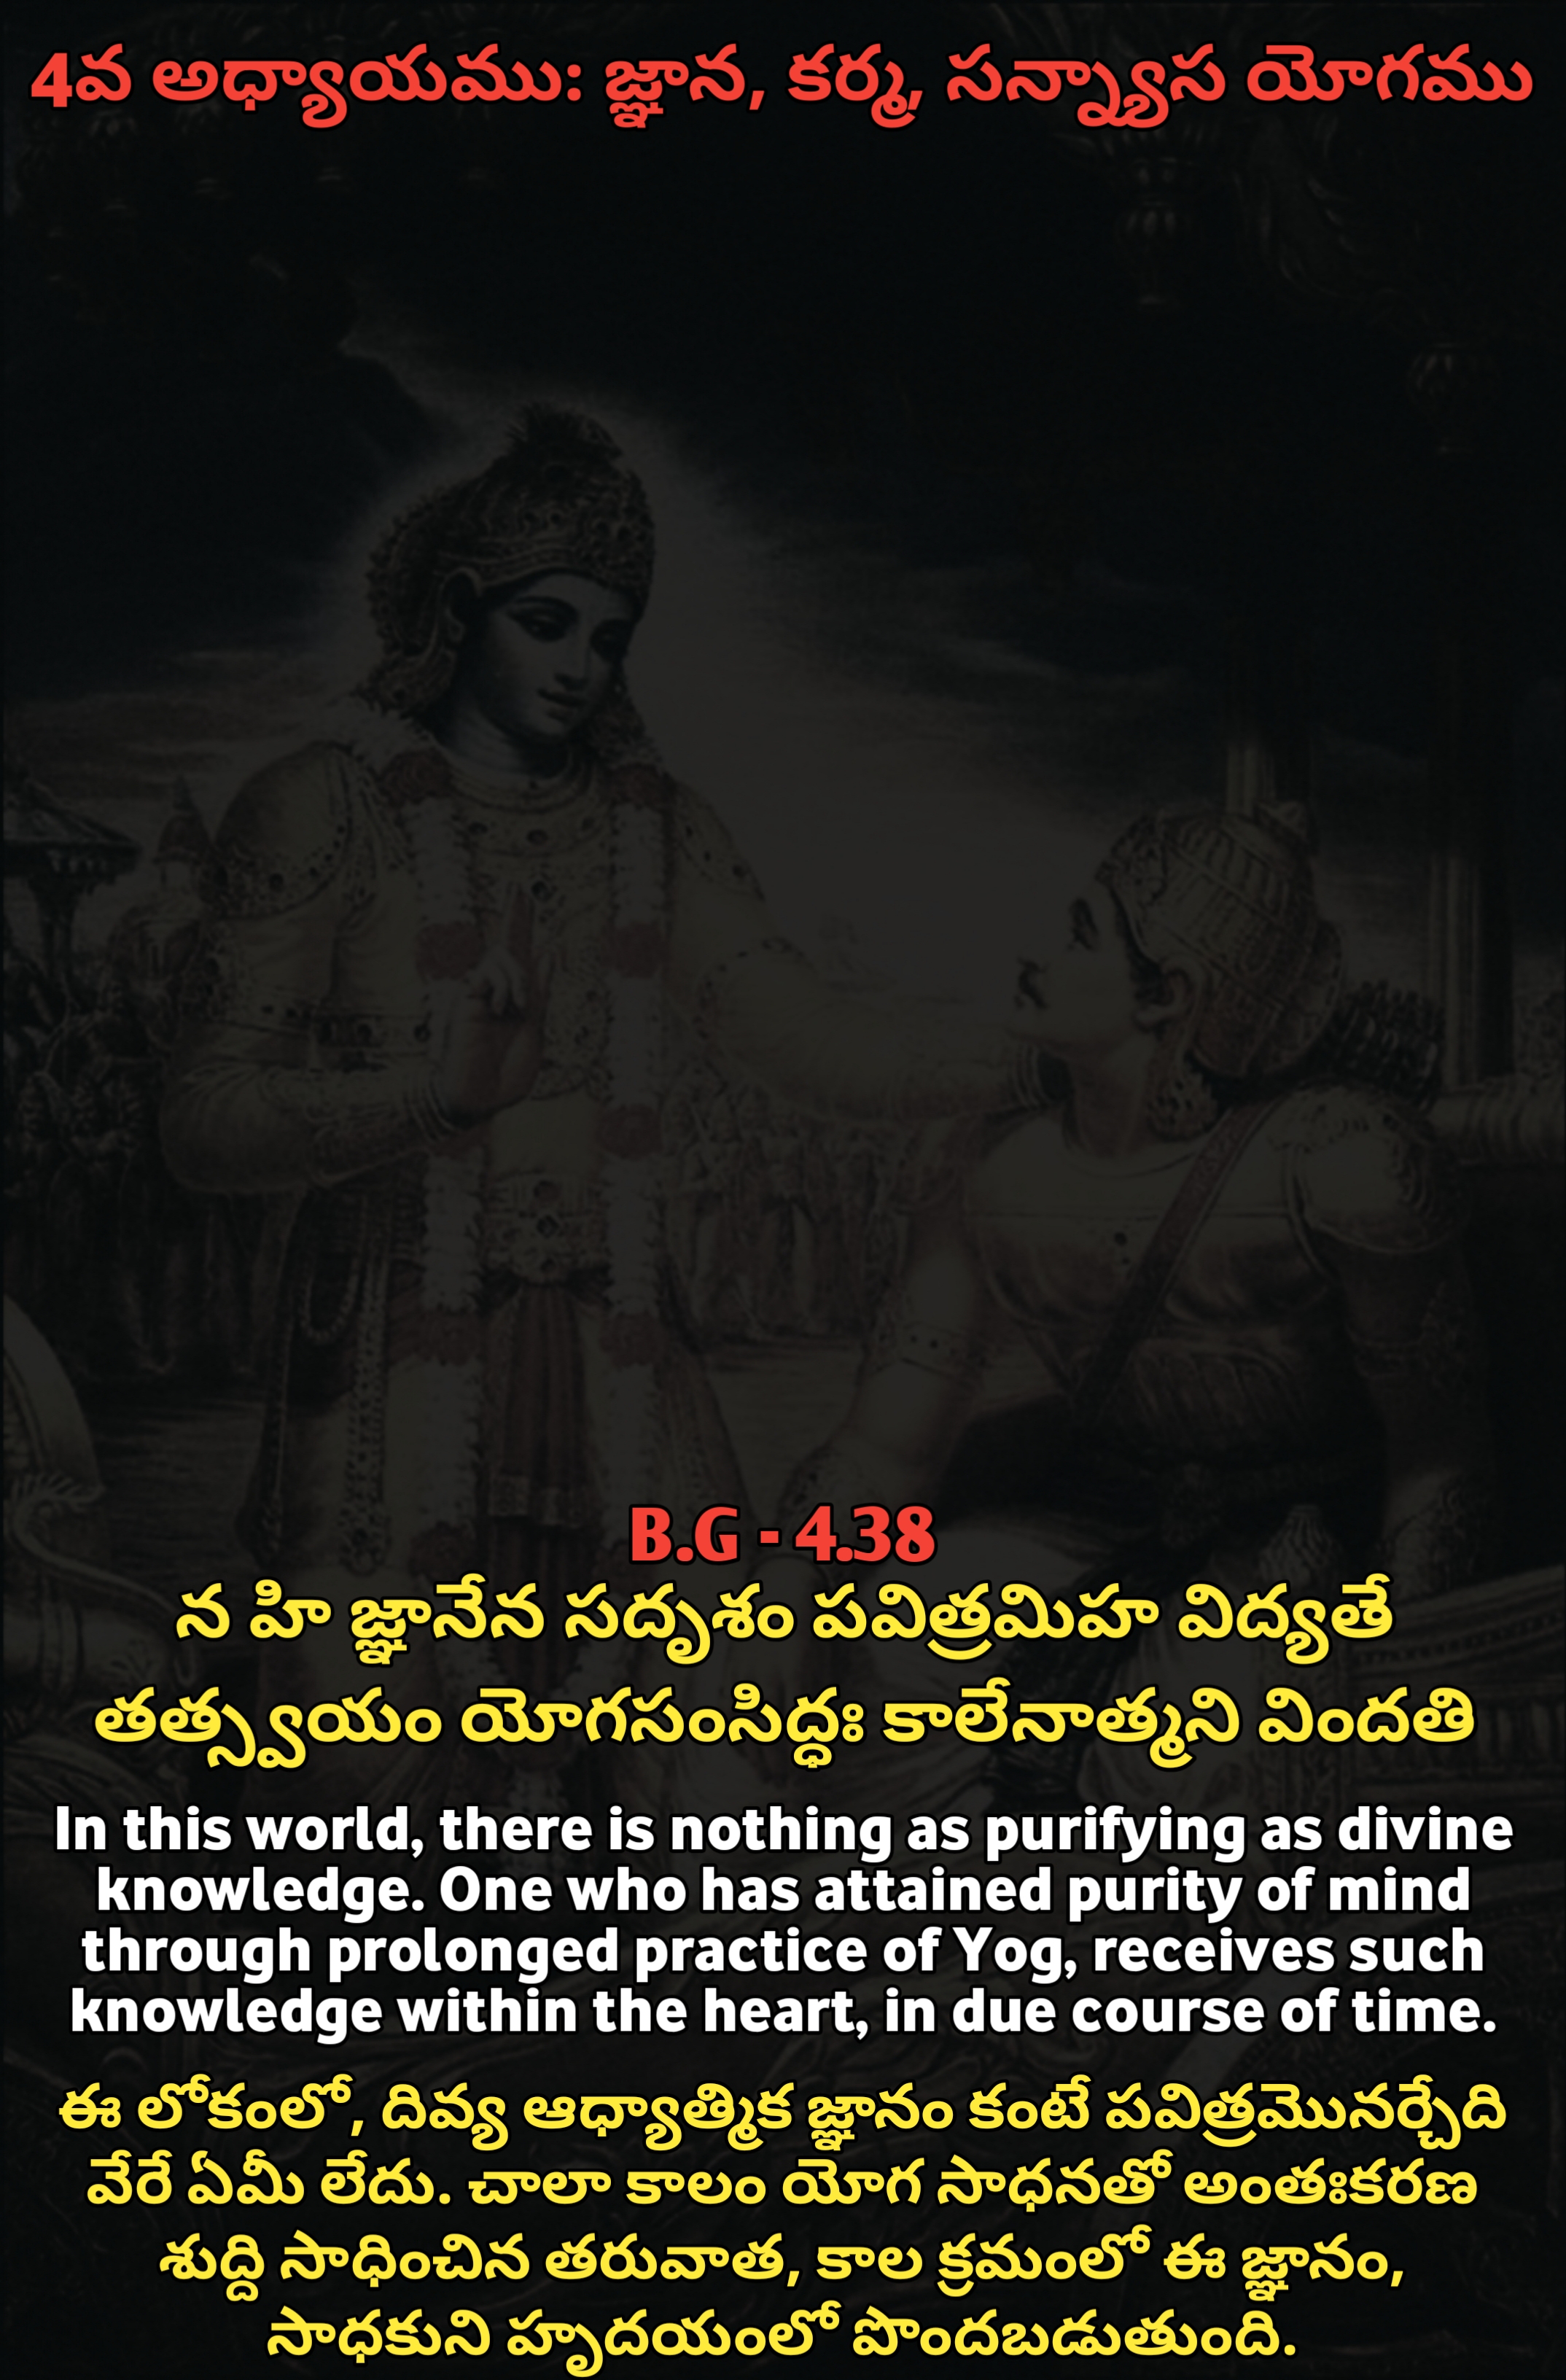 4వ అధ్యాయము: జ్ఞాన, కర్మ, సన్న్యాస యోగము
B.G - 4.38
న హి జ్ఞానేన సదృశం పవిత్రమిహ విద్యతే
తత్స్వయం యోగసంసిద్ధః కాలేనాత్మని విందతి
In this world, there is nothing as purifying as divine
knowledge. One who has attained purity of mind
through prolonged practice of Yog, receives such
knowledge within the heart, in due course of time.
ఈ లోకంలో, దివ్య ఆధ్యాత్మిక జ్ఞానం కంటే పవిత్రమొనర్చేది
వేరే ఏమీ లేదు. చాలా కాలం యోగ సాధనతో అంతఃకరణ
శుద్ది సాధించిన తరువాత, కాల క్రమంలో ఈ జ్ఞానం,
సాధకుని హృదయంలో పొందబడుతుంది.